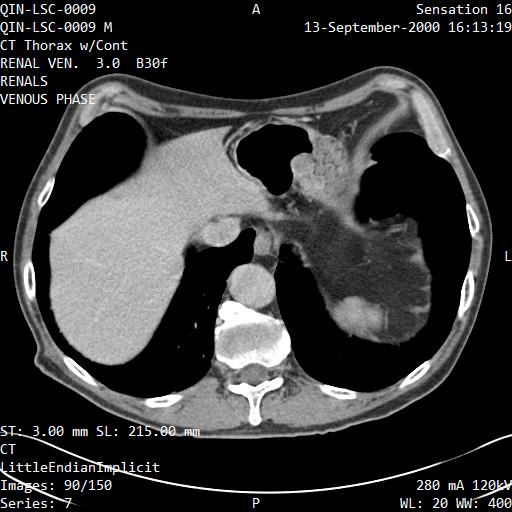 QIN-LSC-0009 A Sensation 16
QIN-LSC-0009 M 13-September-2000 16:13:19
CT Thorax w/Cont
RENAL VEN. 3.0 B30f
RENALS
VENOUS PHASE
R L
ST: 3.00 mm SL: 215.00 mm
CT
LittleEndianImplicit
Images: 90/150 280 mA 120kV
Series: 7 P WL: 20 WW: 400